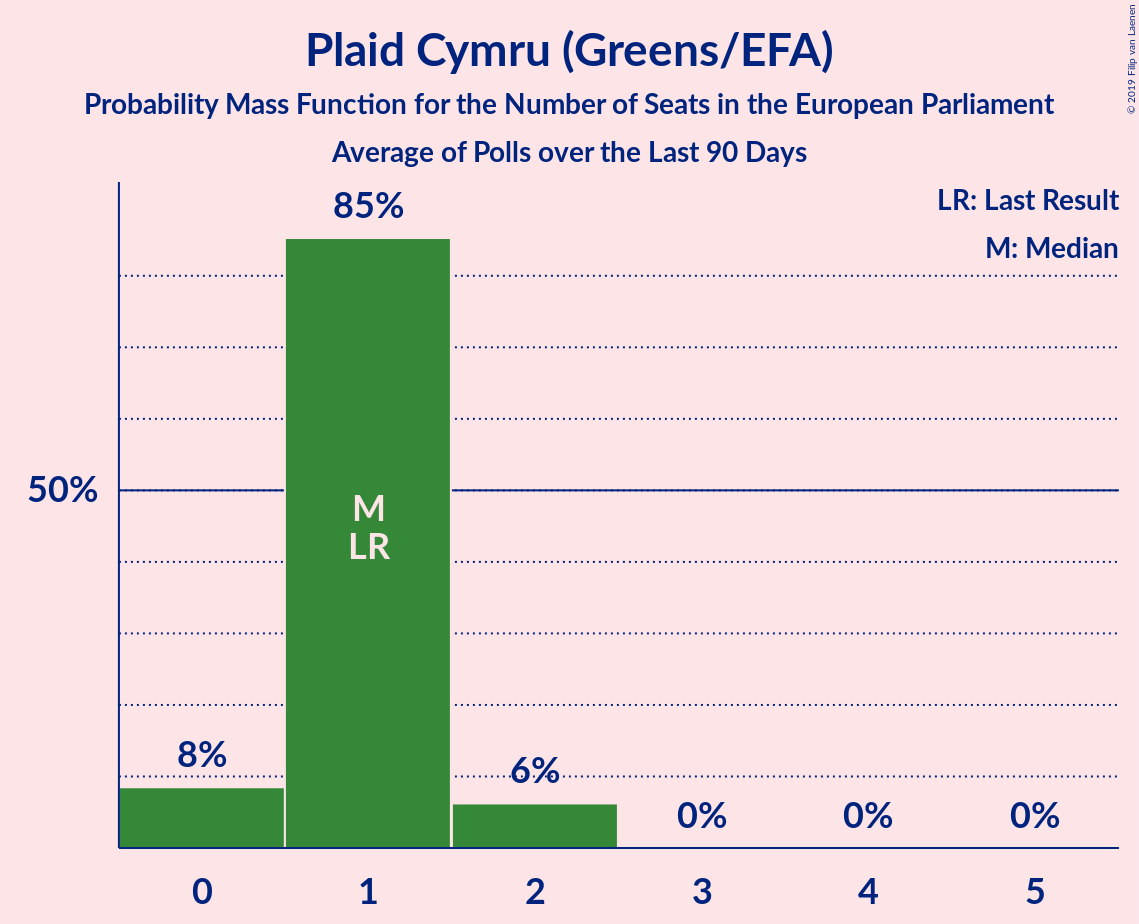 Plaid Cymru (Greens/EFA)
Probability Mass Function for the Number of Seats in the European Parliament
Average of Polls over the Last 90 Days
© 2019 Filip van Laenen
LR: Last Result
M: Median
85%
50%
M
LR
8%
6%
0%
0%
0%
0
1
2
3
4
5